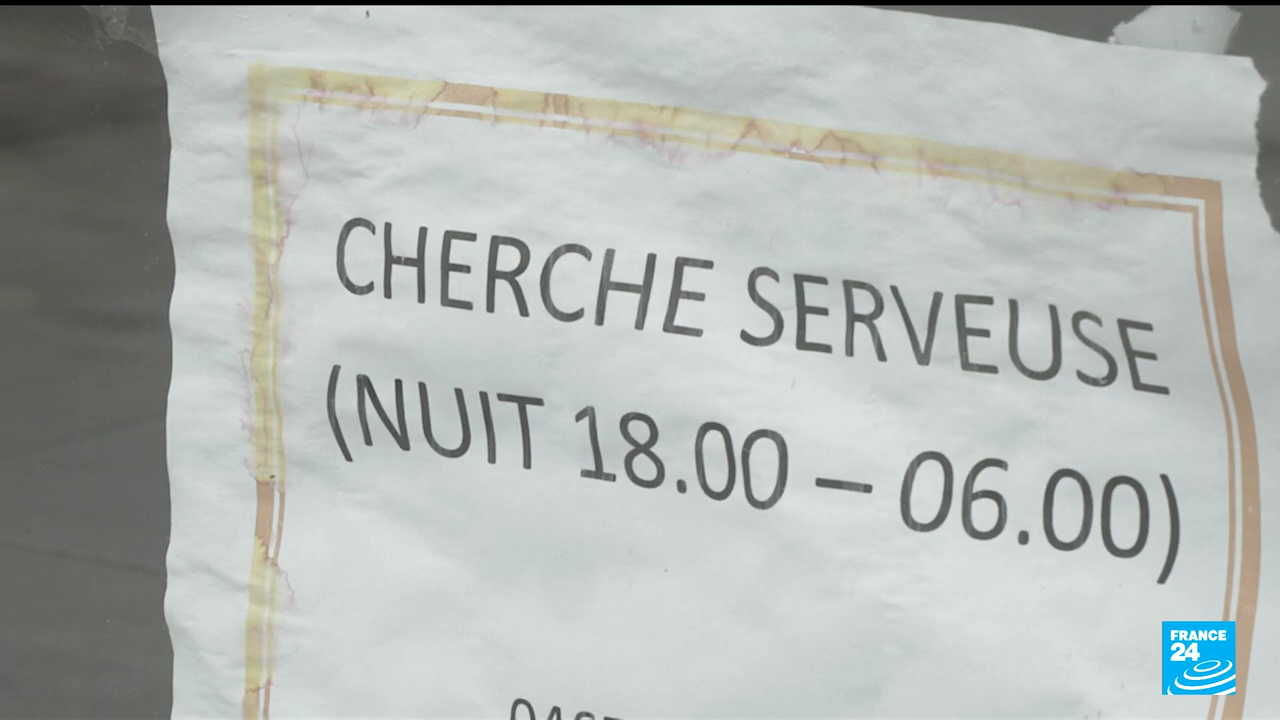 CHERCHE SERVEUSE
(NUIT 18.00 – 06.00)
FRANCE
24